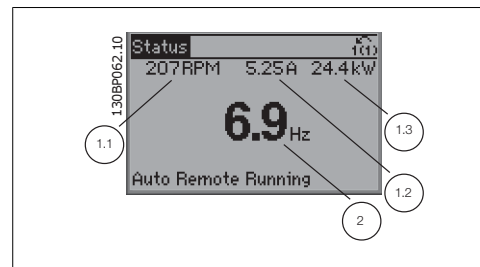 130BP062.10
Status
1(1)
207RPM 5.25A 24.4kW
6.9Hz
Auto Remote Running
1.1
1.3
1.2
2